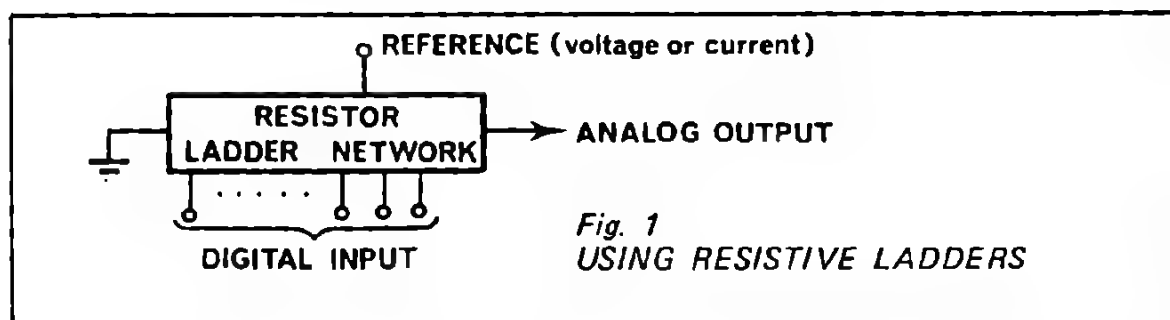 REFERENCE (voltage or current)
RESISTOR
LADDER NETWORK
ANALOG OUTPUT
DIGITAL INPUT
Fig. 1
USING RESISTIVE LADDERS